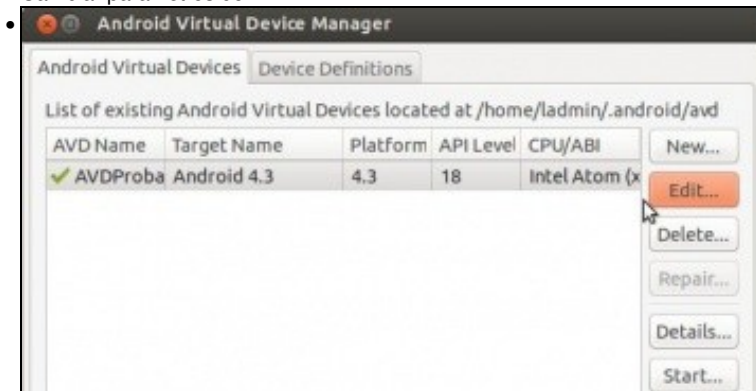 Android Virtual Device Manager
Android Virtual Devices Device Definitions
List of existing Android Virtual Devices located at /home/ladmin/.android/avd
AVD Name Target Name Platform API Level CPU/ABI New...
AVDProba Android 4.3 4.3 18 Intel Atom (x Edit...
Delete...
Repair...
Details...
Start...